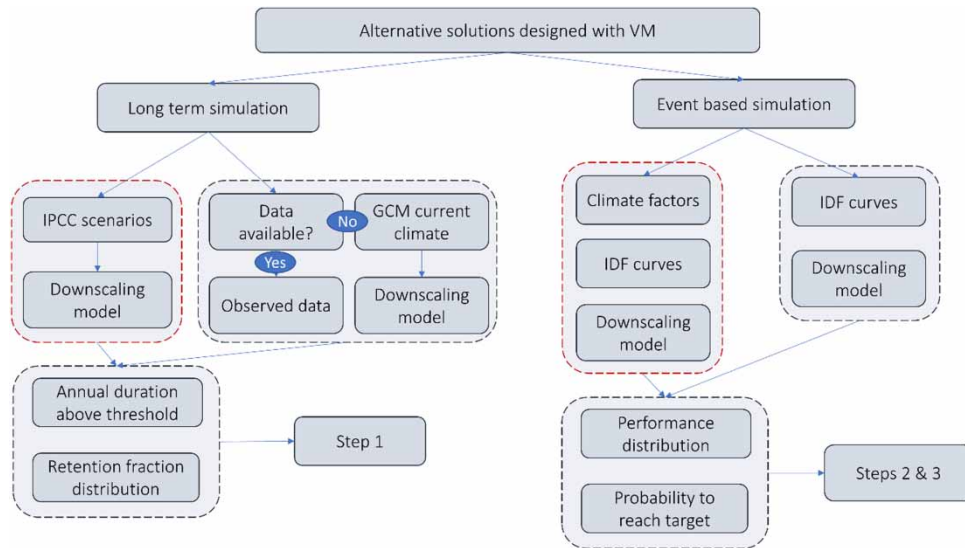 Alternative solutions designed with VM
Long term simulation
Event based simulation
IPCC scenarios
Downscaling
model
Data
available?
No
GCM current
climate
Yes
Observed data
Downscaling
model
Climate factors
IDF curves
Downscaling
model
IDF curves
Downscaling
model
Annual duration
above threshold
Retention fraction
distribution
Step 1
Performance
distribution
Probability to
reach target
Steps 2 & 3